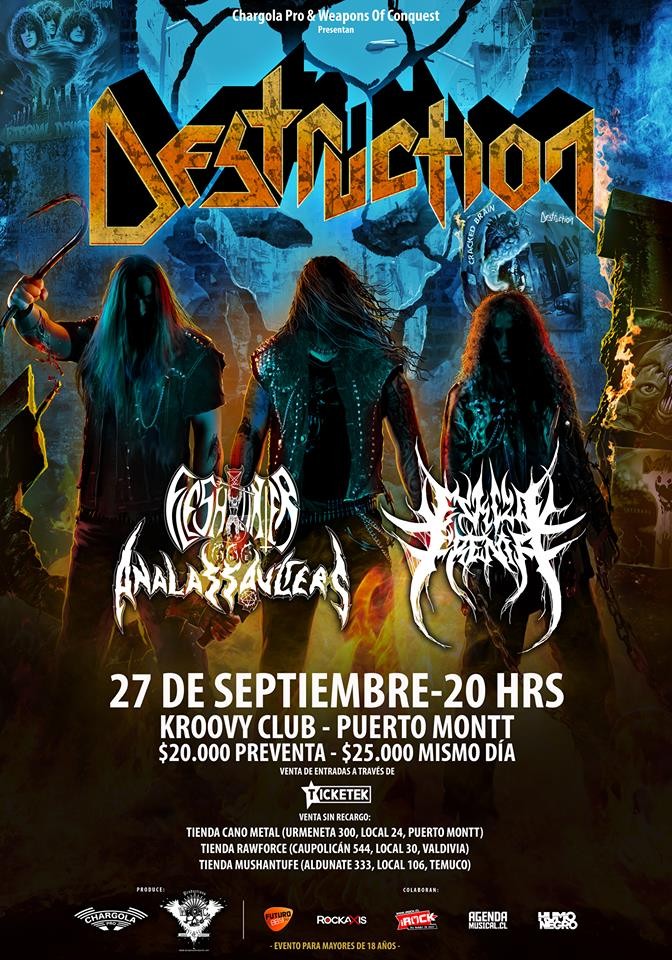 Chargola Pro & Weapons Of Conquest
Presentan
DESTRUCTION
CRACKED BRAIN
Destruction
FLESHUNTER
ANALASSAULTERS
27 DE SEPTIEMBRE-20 HRS
KROOVY CLUB - PUERTO MONTT
$20.000 PREVENTA - $25.000 MISMO DÍA
VENTA DE ENTRADAS A TRAVÉS DE
TICKETEK
VENTA SIN RECARGO:
TIENDA CANO METAL (URMENETA 300, LOCAL 24, PUERTO MONTT)
TIENDA RAWFORCE (CAUPOLICÁN 544, LOCAL 30, VALDIVIA)
TIENDA MUSHANTUFE (ALDUNATE 333, LOCAL 106, TEMUCO)
PRODUCE:
COLABORAN:
CHARGOLA
PRO
FUTURO
ROCKAXIS
iROCK
AGENDA
MUSICAL.CL
HUMO
NEGRO
- EVENTO PARA MAYORES DE 18 AÑOS -